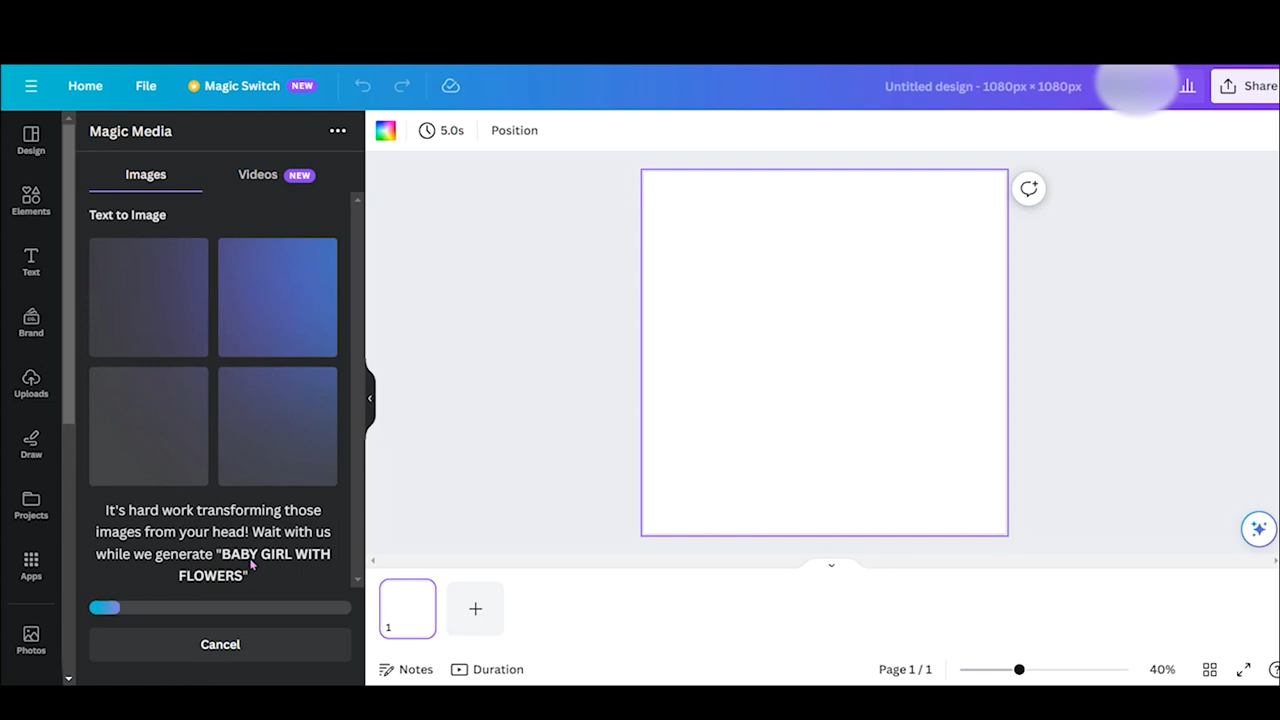 Home File Magic Switch NEW Untitled design - 1080px × 1080px Share
Magic Media 5.0s Position
Design
Images Videos NEW
Elements
Text to Image
Text
Brand
Uploads
Draw
Projects
It's hard work transforming those
images from your head! Wait with us
while we generate "BABY GIRL WITH
FLOWERS"
Apps
1
Cancel
Photos
Notes Duration Page 1 / 1 40%